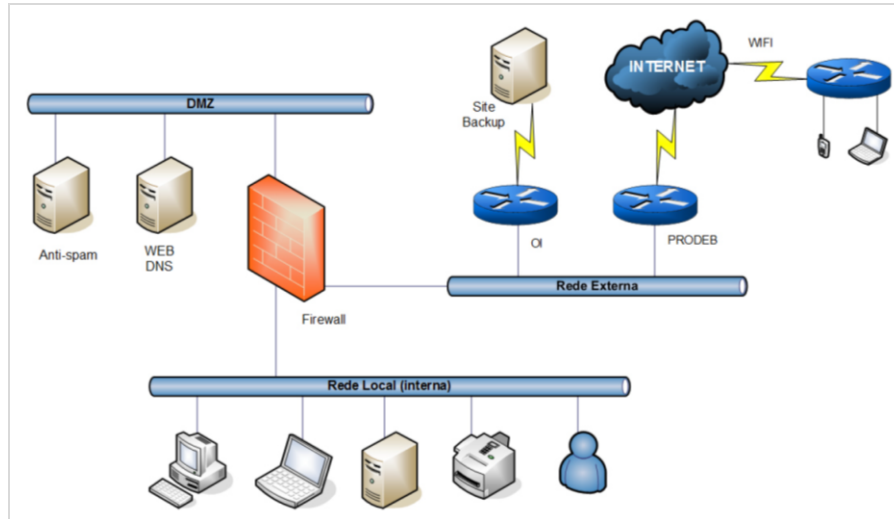 WIFI
INTERNET
Site
Backup
DMZ
Anti-spam
WEB
DNS
OI
PRODEB
Rede Externa
Firewall
Rede Local (interna)